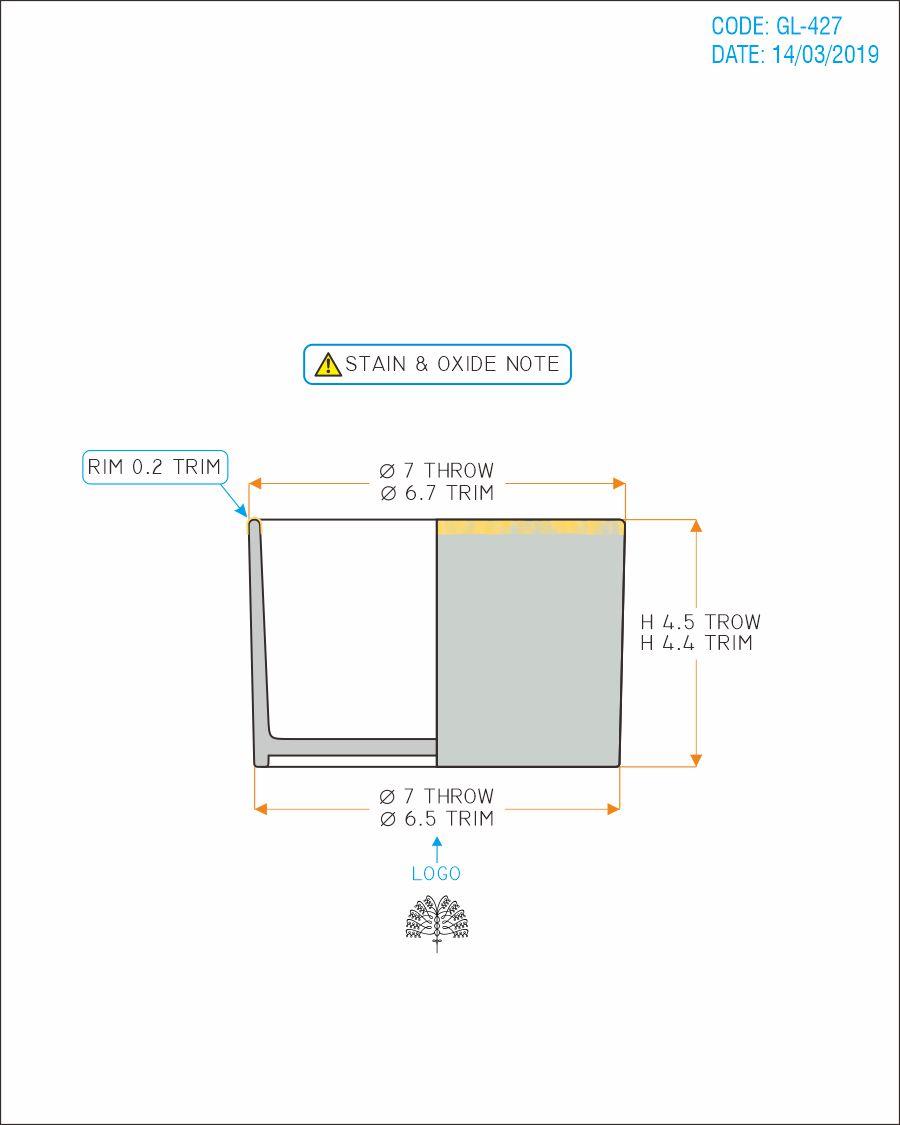 CODE: GL-427
DATE: 14/03/2019
STAIN & OXIDE NOTE
RIM 0.2 TRIM
Ø 7 THROW
Ø 6.7 TRIM
H 4.5 TROW
H 4.4 TRIM
Ø 7 THROW
Ø 6.5 TRIM
LOGO